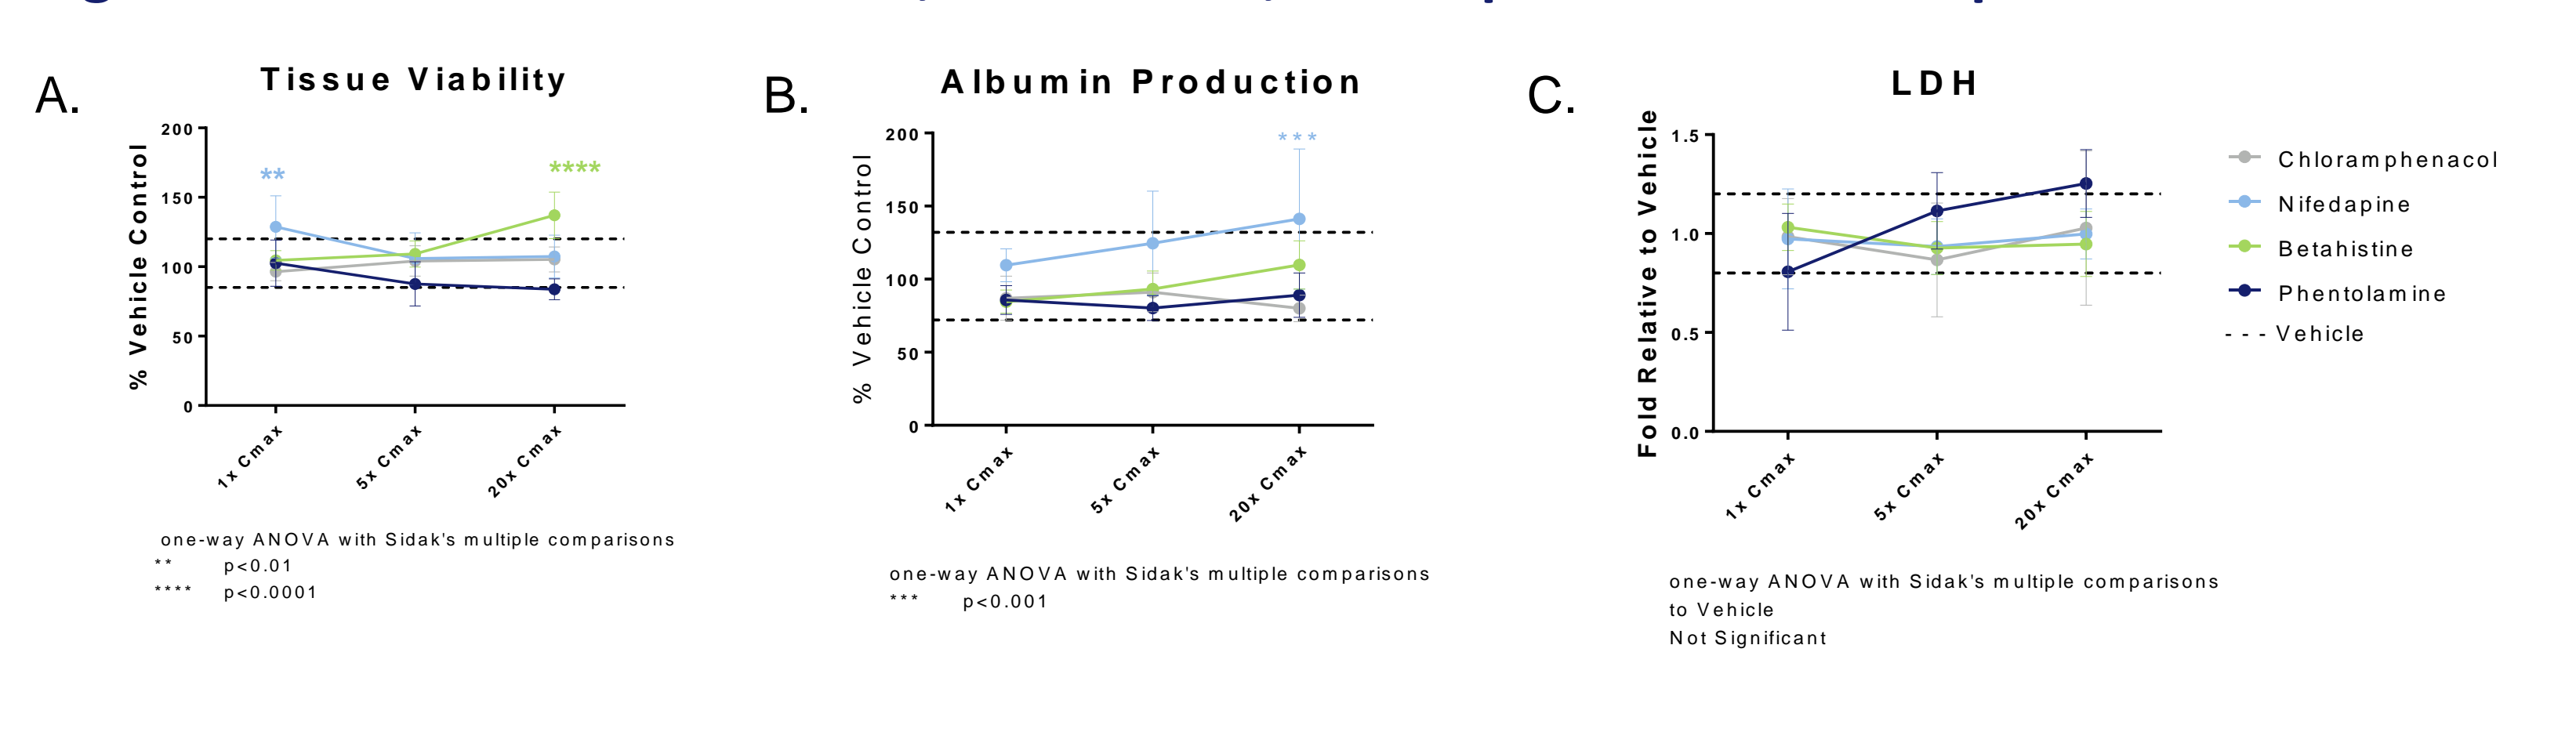 A.
Tissue Viability
% Vehicle Control
200
150
100
50
0
**
****
1x Cmax
5x Cmax
20x Cmax
one-way ANOVA with Sidak's multiple comparisons
** p<0.01
**** p<0.0001
B.
Albumin Production
% Vehicle Control
200
150
100
50
0
***
1x Cmax
5x Cmax
20x Cmax
one-way ANOVA with Sidak's multiple comparisons
*** p<0.001
C.
LDH
Fold Relative to Vehicle
1.5
1.0
0.5
0.0
1x Cmax
5x Cmax
20x Cmax
one-way ANOVA with Sidak's multiple comparisons
to Vehicle
Not Significant
Chloramphenacol
Nifedapine
Betahistine
Phentolamine
Vehicle